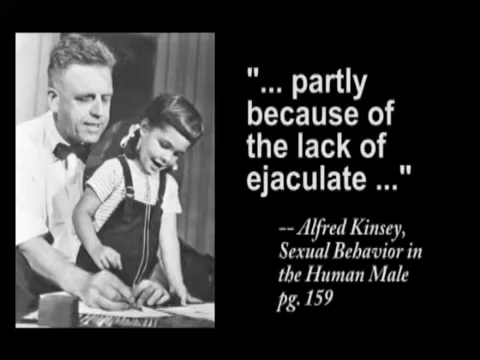 "... partly
because of
the lack of
ejaculate ..."
-- Alfred Kinsey,
Sexual Behavior in
the Human Male
pg. 159